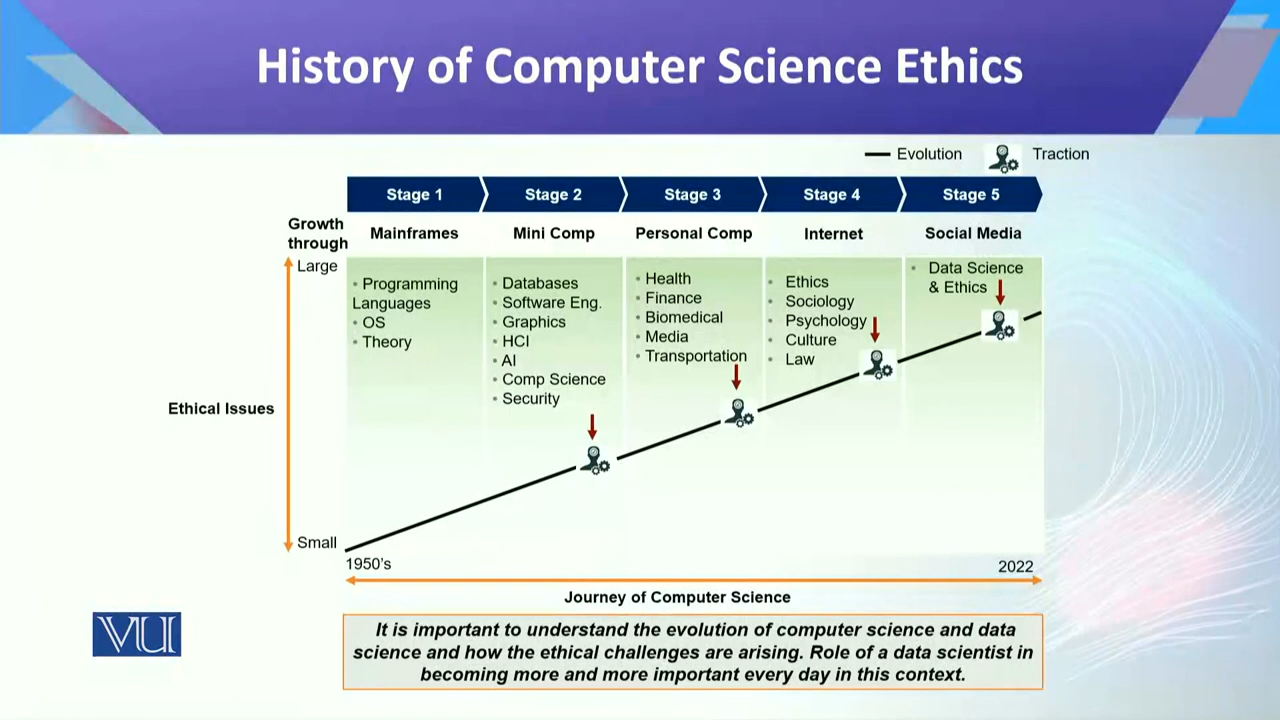 History of Computer Science Ethics
Evolution
Traction
Stage 1
Stage 2
Stage 3
Stage 4
Stage 5
Growth
through
Mainframes
Mini Comp
Personal Comp
Internet
Social Media
Large
Ethical Issues
Small
• Programming
Languages
• OS
• Theory
• Databases
• Software Eng.
• Graphics
• HCI
• AI
• Comp Science
• Security
• Health
• Finance
• Biomedical
• Media
• Transportation
• Ethics
• Sociology
• Psychology
• Culture
• Law
• Data Science
& Ethics
1950's
2022
Journey of Computer Science
VU
It is important to understand the evolution of computer science and data
science and how the ethical challenges are arising. Role of a data scientist in
becoming more and more important every day in this context.